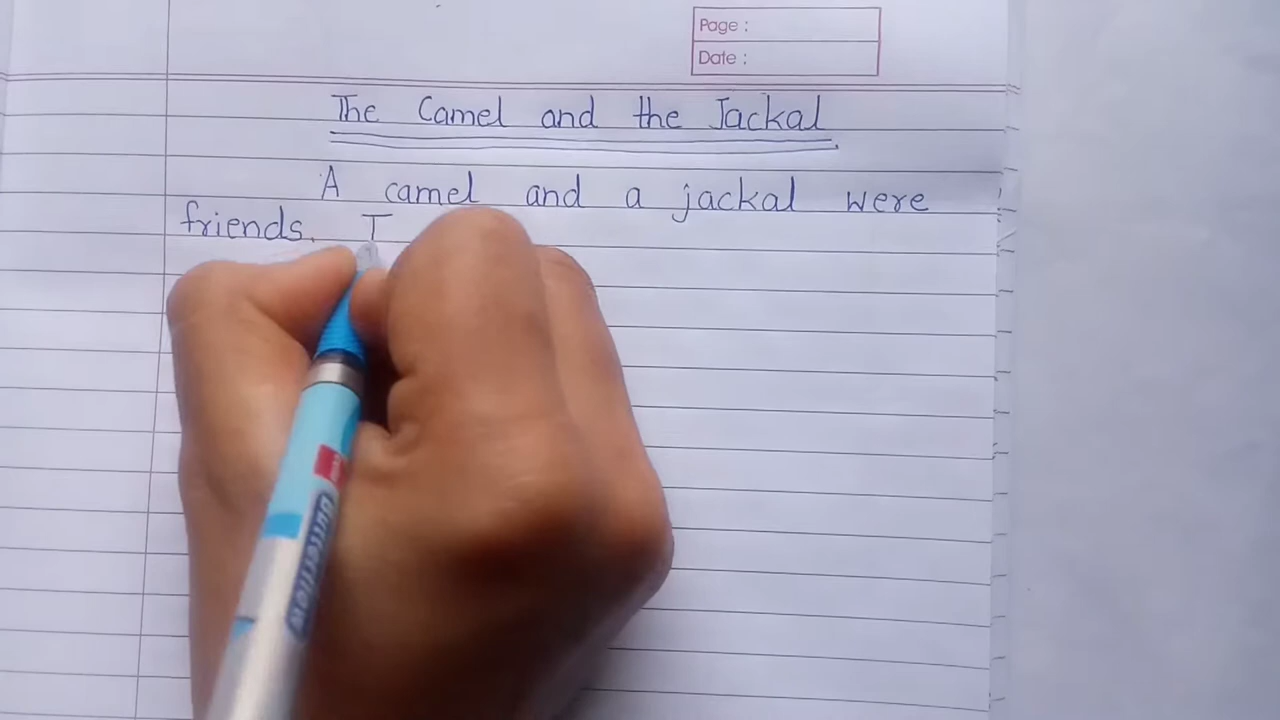 Page :
Date :
The Camel and the Jackal
A camel and a jackal were
friends. T